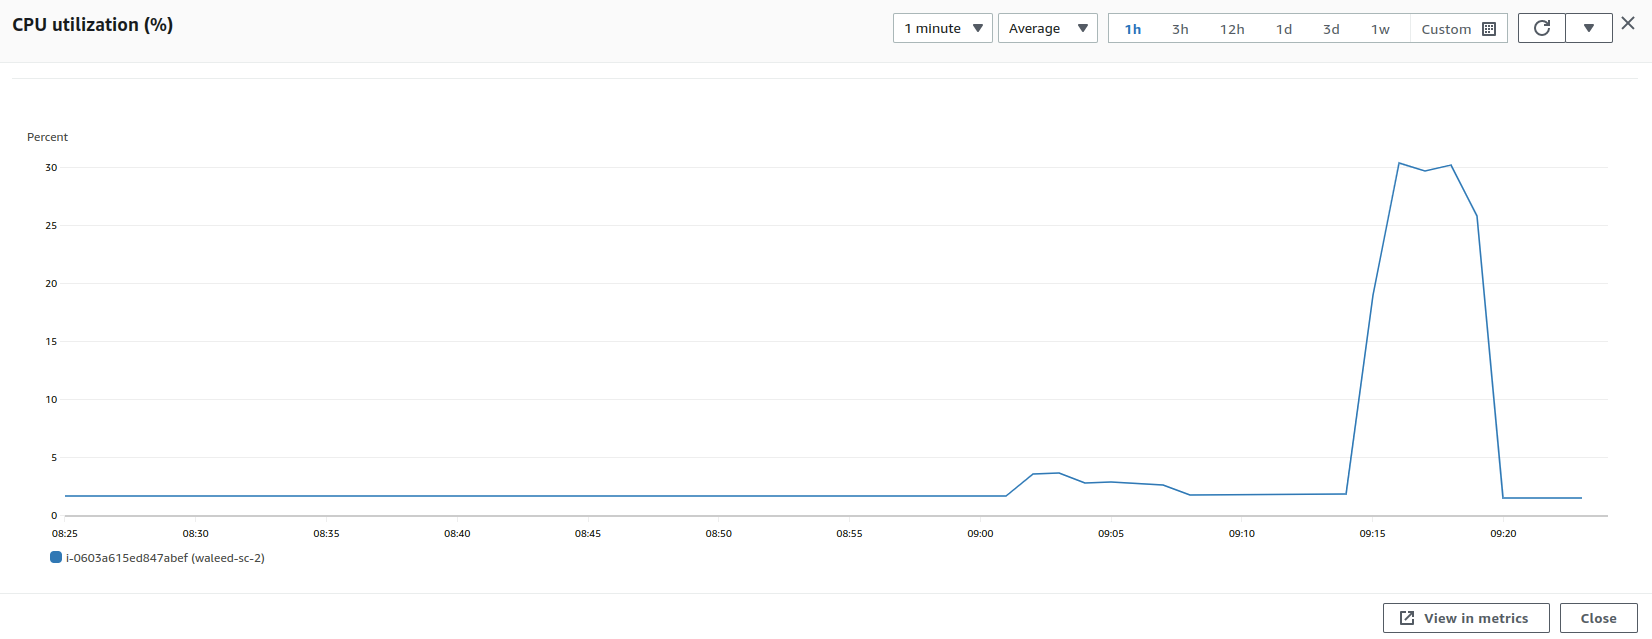 CPU utilization (%)
1 minute Average 1h 3h 12h 1d 3d 1w Custom
Percent
30
25
20
15
10
5
0
08:25 08:30 08:35 08:40 08:45 08:50 08:55 09:00 09:05 09:10 09:15 09:20
i-0603a615ed847abef (waleed-sc-2)
View in metrics Close